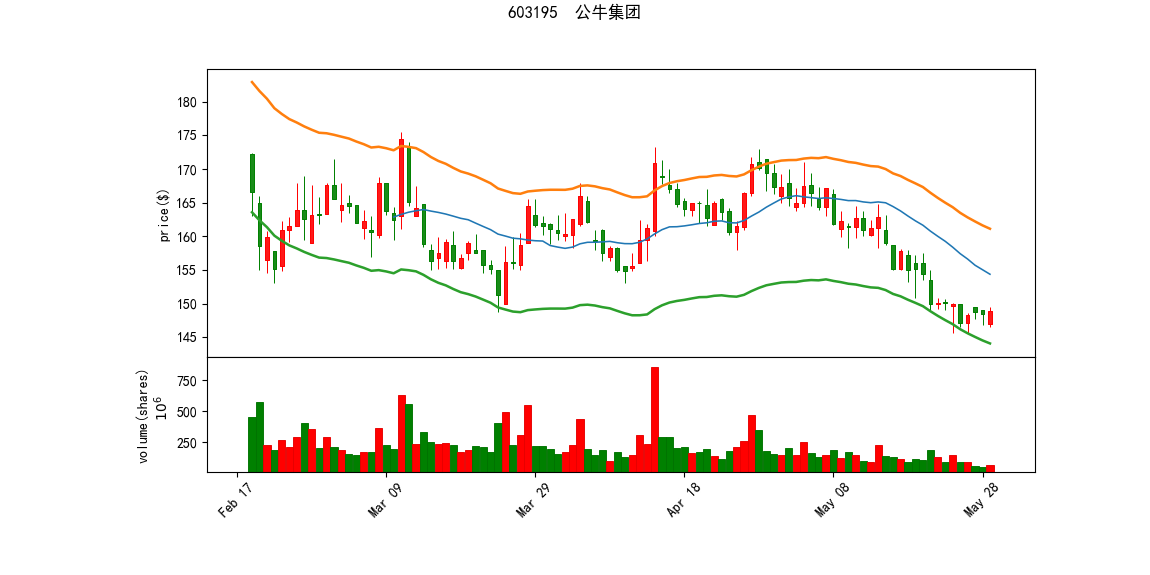 603195 公牛集团
180
175
170
165
160
155
150
145
price($)
750
500
250
volume(shares)
10^6
Feb 17
Mar 09
Mar 29
Apr 18
May 08
May 28